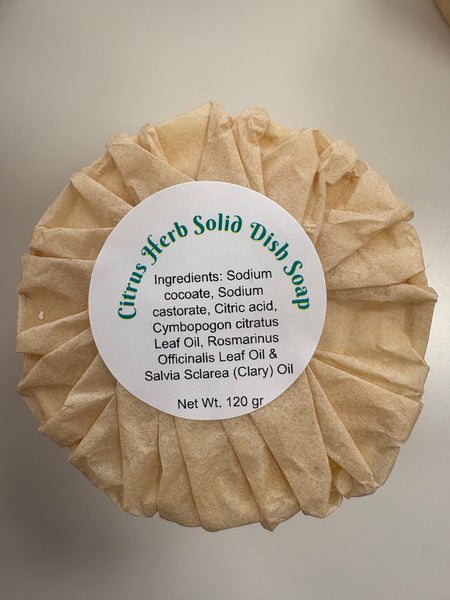 Citrus Herb Solid Dish Soap
Ingredients: Sodium
cocoate, Sodium
castorate, Citric acid,
Cymbopogon citratus
Leaf Oil, Rosmarinus
Officinalis Leaf Oil &
Salvia Sclarea (Clary) Oil
Net Wt. 120 gr